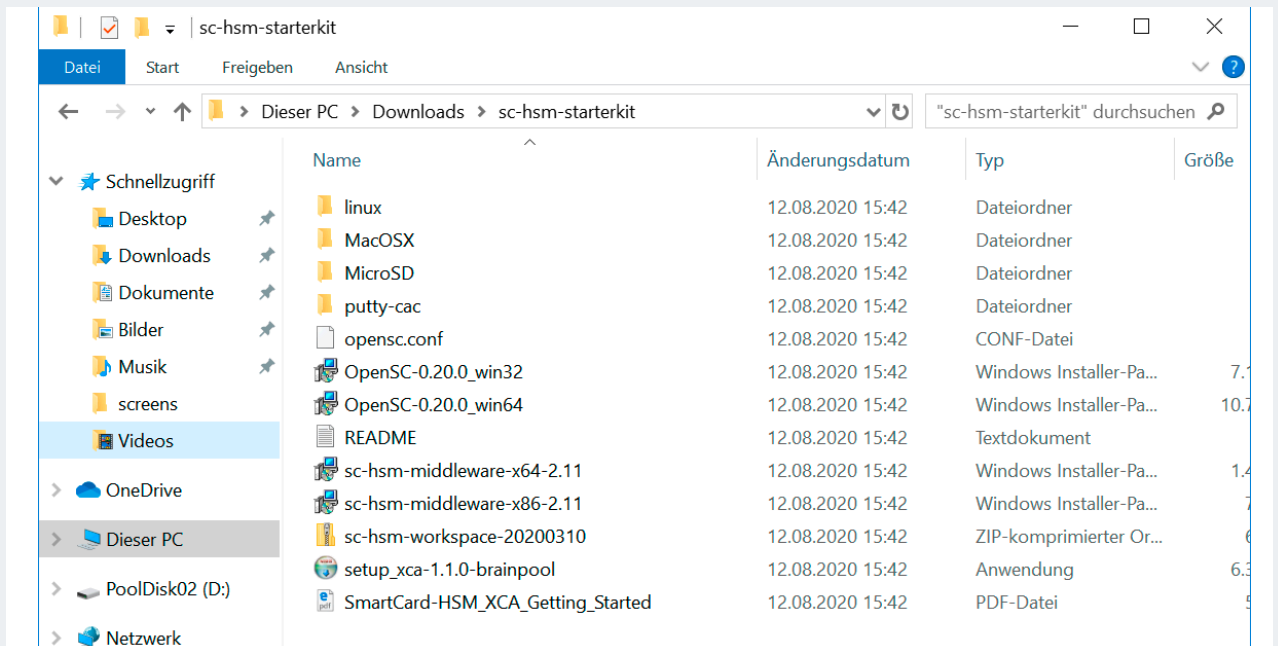 sc-hsm-starterkit
Datei Start Freigeben Ansicht ?
Dieser PC Downloads sc-hsm-starterkit "sc-hsm-starterkit" durchsuchen
Name Änderungsdatum Typ Größe
Schnellzugriff
Desktop
Downloads
Dokumente
Bilder
Musik
screens
Videos
OneDrive
Dieser PC
PoolDisk02 (D:)
Netzwerk
linux 12.08.2020 15:42 Dateiordner
MacOSX 12.08.2020 15:42 Dateiordner
MicroSD 12.08.2020 15:42 Dateiordner
putty-cac 12.08.2020 15:42 Dateiordner
opensc.conf 12.08.2020 15:42 CONF-Datei
OpenSC-0.20.0_win32 12.08.2020 15:42 Windows Installer-Pa... 7.1
OpenSC-0.20.0_win64 12.08.2020 15:42 Windows Installer-Pa... 10.7
README 12.08.2020 15:42 Textdokument
sc-hsm-middleware-x64-2.11 12.08.2020 15:42 Windows Installer-Pa... 1.4
sc-hsm-middleware-x86-2.11 12.08.2020 15:42 Windows Installer-Pa...
sc-hsm-workspace-20200310 12.08.2020 15:42 ZIP-komprimierter Or...
setup_xca-1.1.0-brainpool 12.08.2020 15:42 Anwendung 6.3
SmartCard-HSM_XCA_Getting_Started 12.08.2020 15:42 PDF-Datei